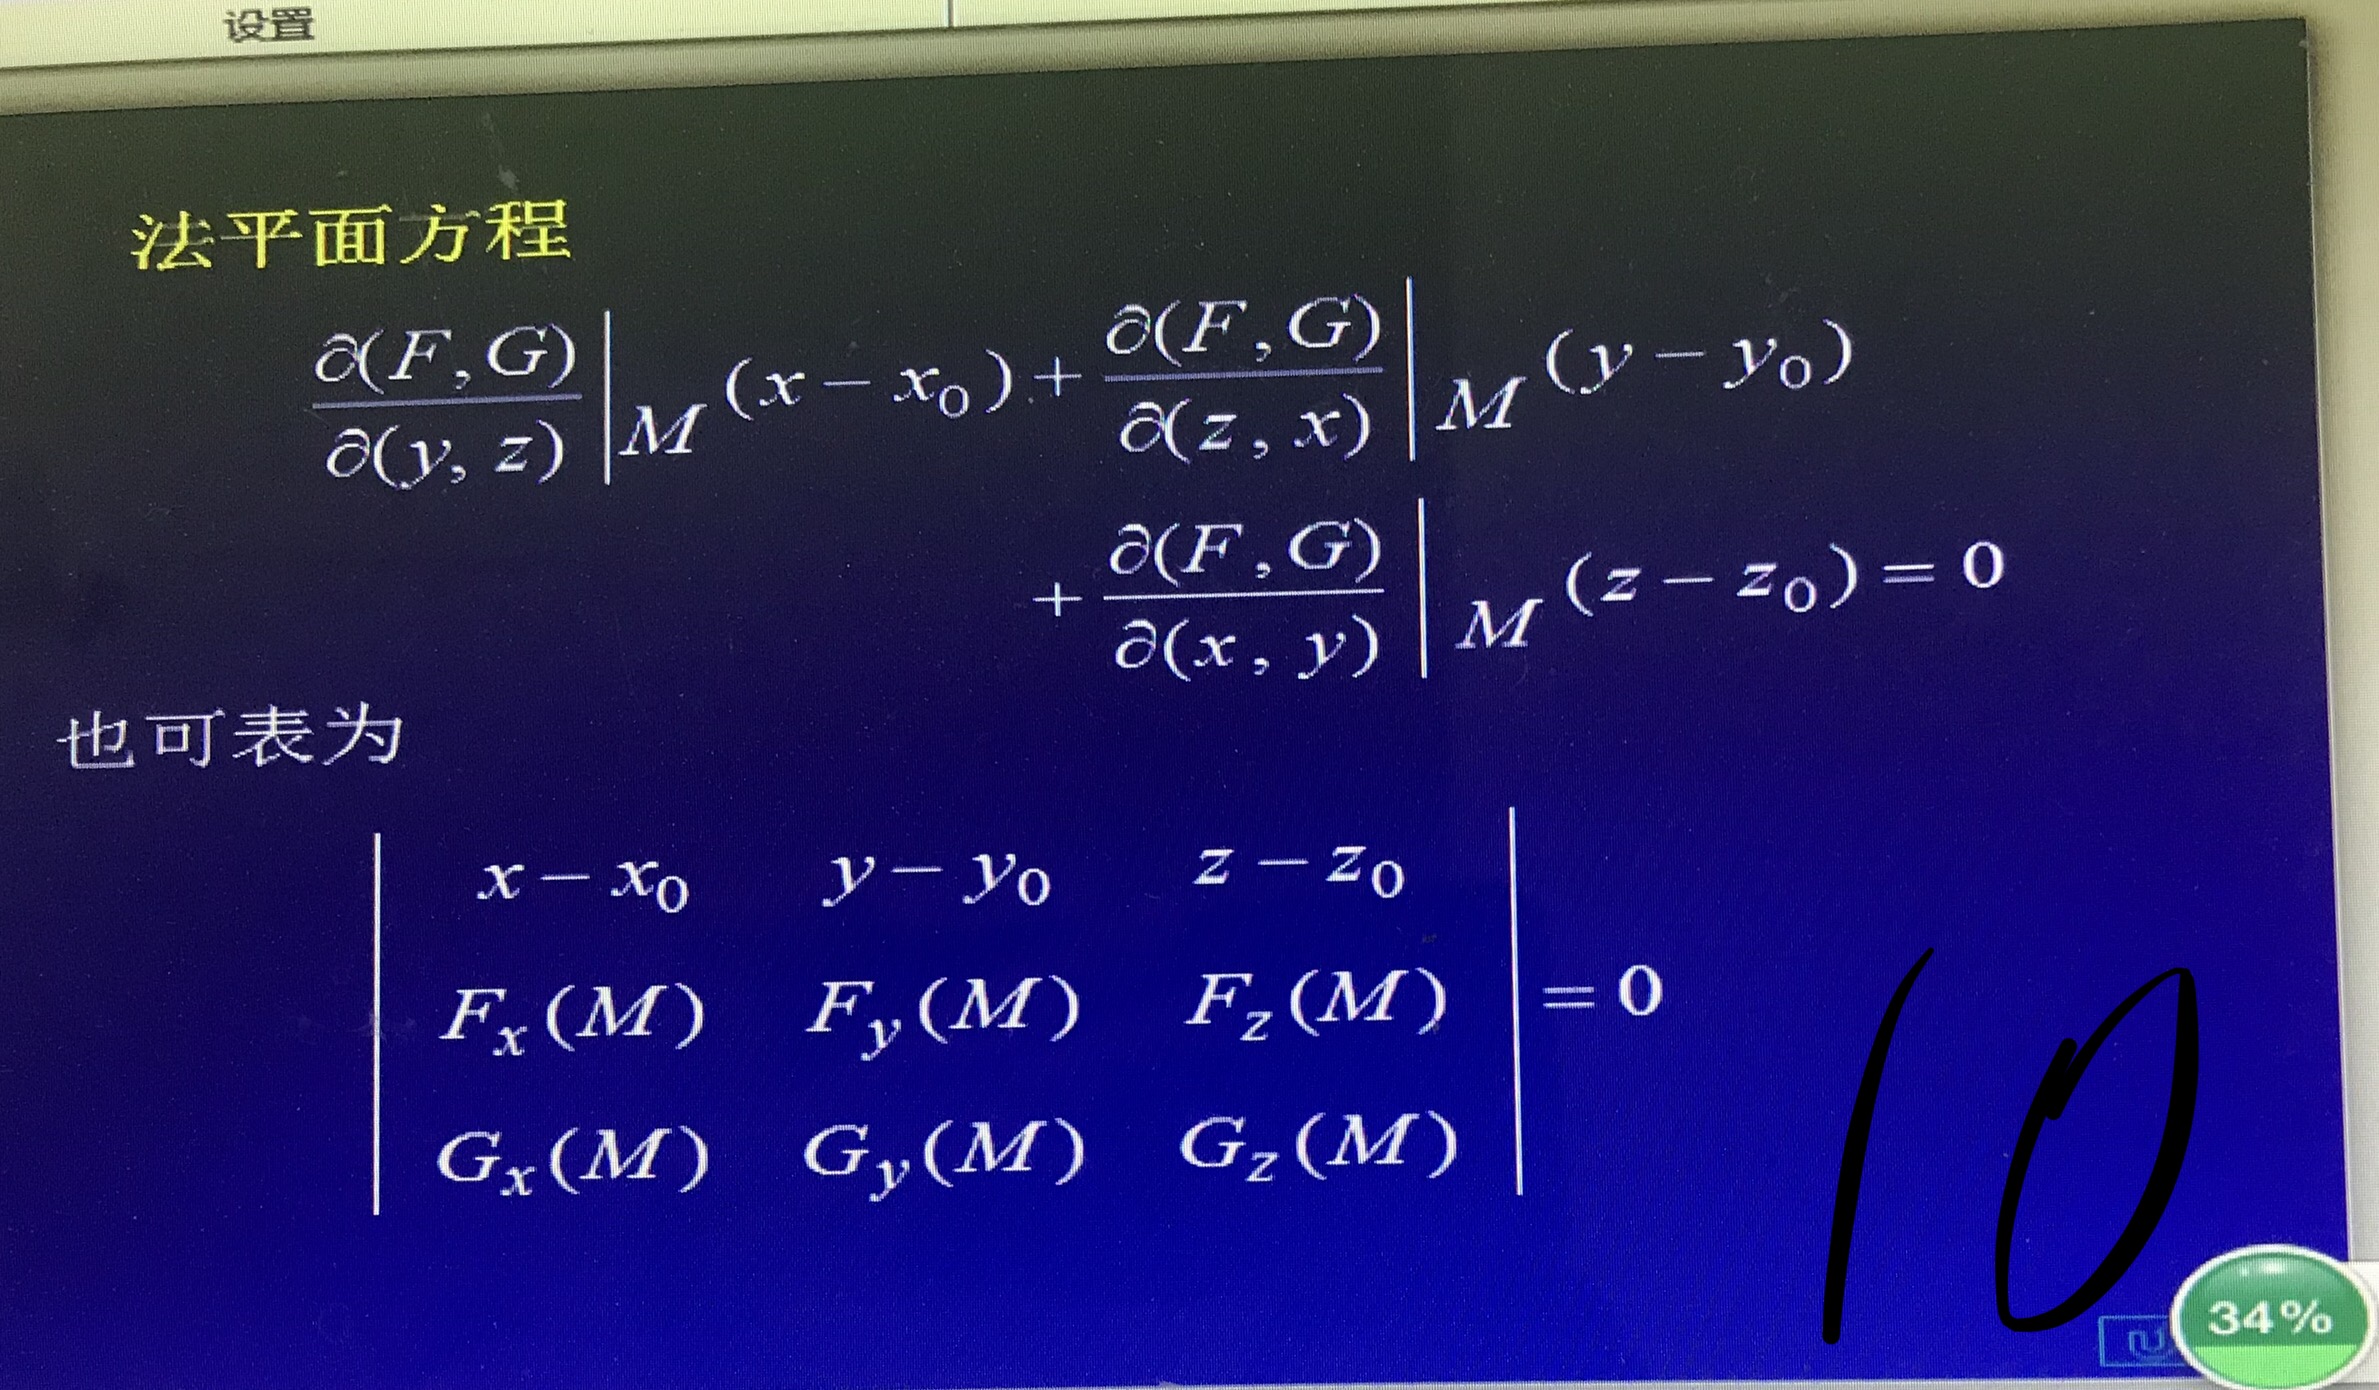 设置
法平面方程
∂(F,G)/∂(y,z)|M (x−x₀)+∂(F,G)/∂(z,x)|M (y−y₀)
+∂(F,G)/∂(x,y)|M (z−z₀)=0
也可表为
| x−x₀ y−y₀ z−z₀ |
| Fx(M) Fy(M) Fz(M) | =0
| Gx(M) Gy(M) Gz(M) |
10
34%